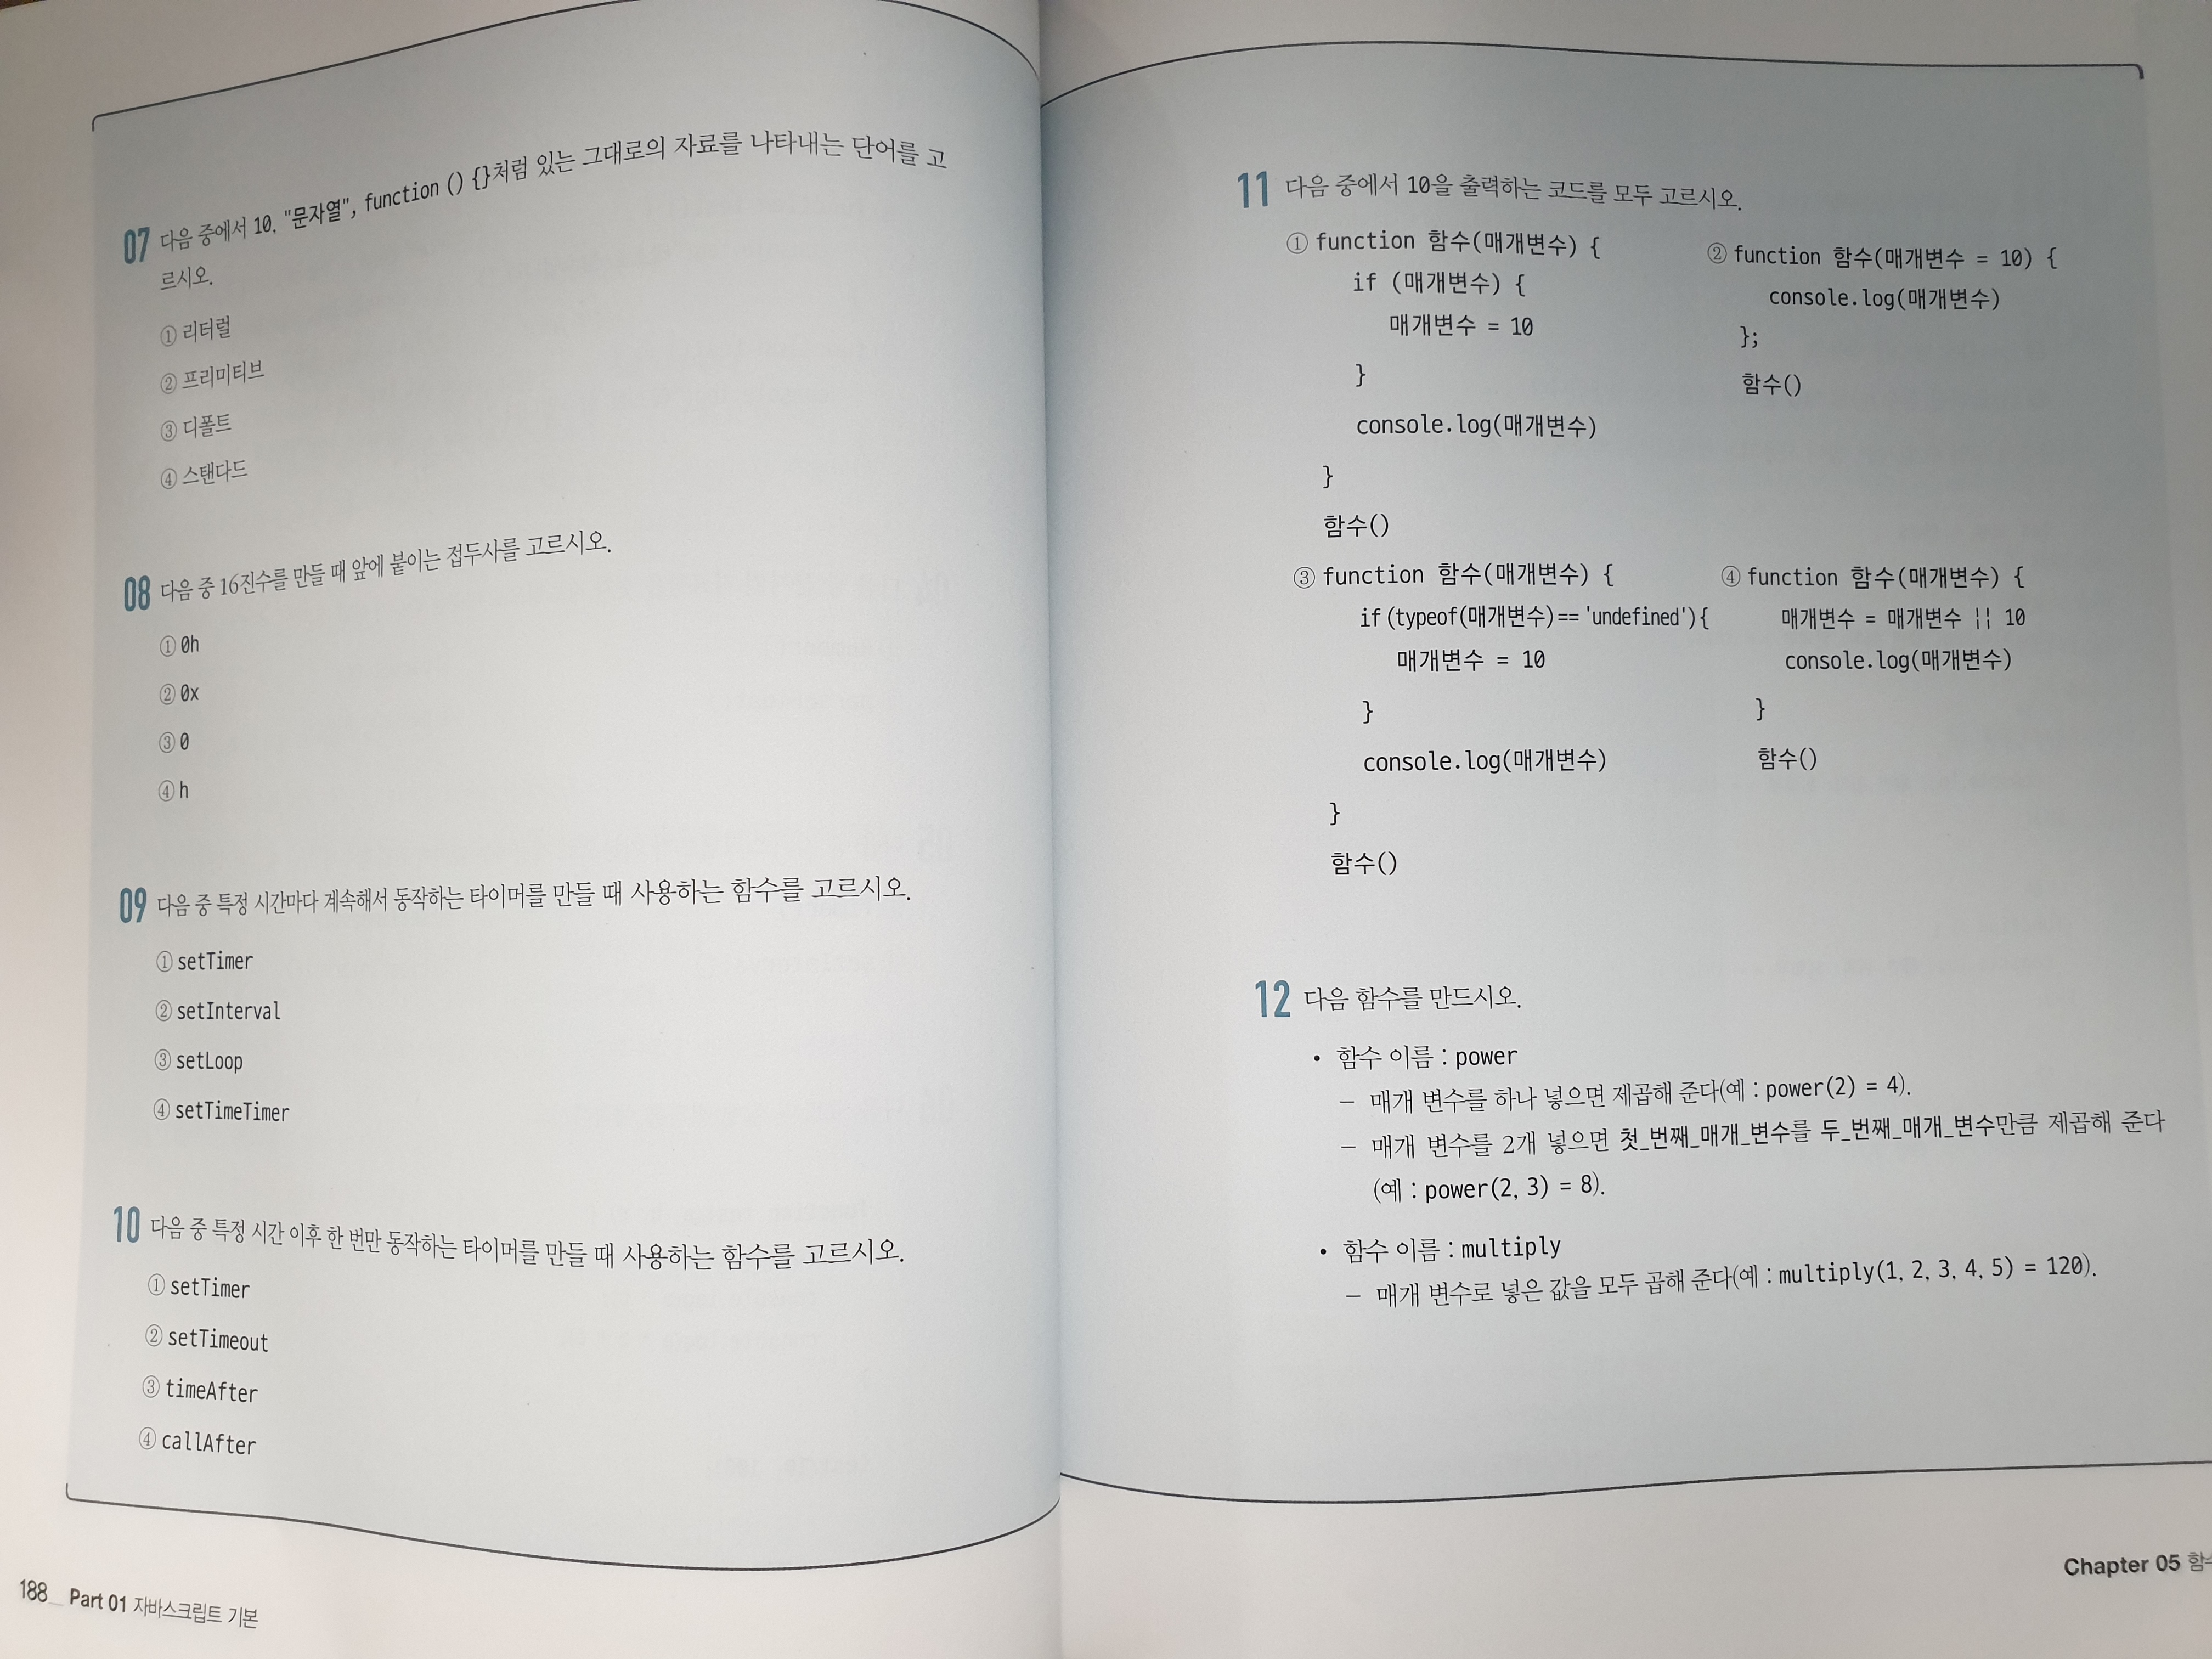 07 다음 중에서 10, "문자열", function () {}처럼 있는 그대로의 자료를 나타내는 단어를 고
르시오.
① 리터럴
② 프리미티브
③ 디폴트
④ 스탠다드
08 다음 중 16진수를 만들 때 앞에 붙이는 접두사를 고르시오.
① 0h
② 0x
③ 0
④ h
09 다음 중 특정 시간마다 계속해서 동작하는 타이머를 만들 때 사용하는 함수를 고르시오.
① setTimer
② setInterval
③ setLoop
④ setTimeTimer
10 다음 중 특정 시간 이후 한 번만 동작하는 타이머를 만들 때 사용하는 함수를 고르시오.
① setTimer
② setTimeout
③ timeAfter
④ callAfter
188_ Part 01 자바스크립트 기본
11 다음 중에서 10을 출력하는 코드를 모두 고르시오.
① function 함수(매개변수) {
if (매개변수) {
매개변수 = 10
}
console.log(매개변수)
}
함수()
② function 함수(매개변수 = 10) {
console.log(매개변수)
};
함수()
③ function 함수(매개변수) {
if (typeof(매개변수)== 'undefined') {
매개변수 = 10
}
console.log(매개변수)
}
함수()
④ function 함수(매개변수) {
매개변수 = 매개변수 || 10
console.log(매개변수)
}
함수()
12 다음 함수를 만드시오.
• 함수 이름 : power
– 매개 변수를 하나 넣으면 제곱해 준다(예 : power(2) = 4).
– 매개 변수를 2개 넣으면 첫_번째_매개_변수를 두_번째_매개_변수만큼 제곱해 준다
(예 : power(2, 3) = 8).
• 함수 이름 : multiply
– 매개 변수로 넣은 값을 모두 곱해 준다(예 : multiply(1, 2, 3, 4, 5) = 120).
Chapter 05 함